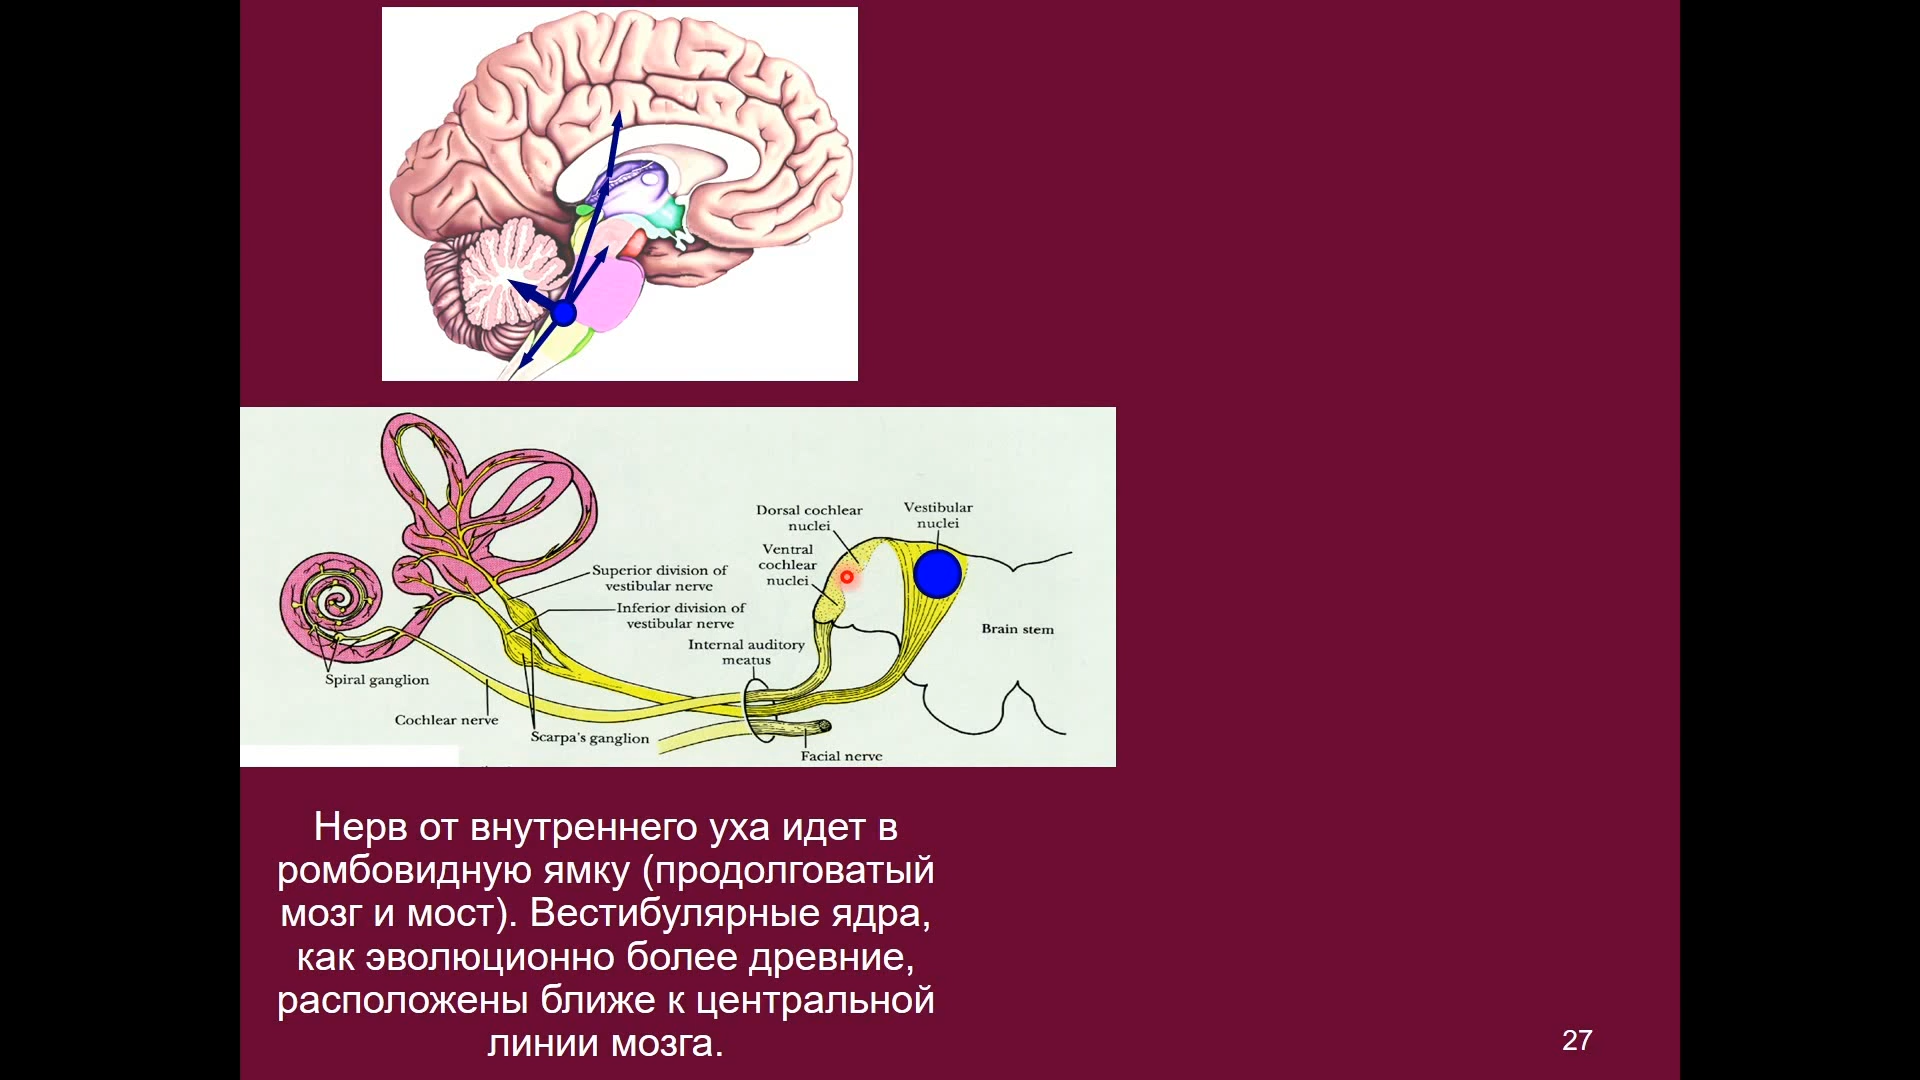 Dorsal cochlear
nuclei
Vestibular
nuclei
Ventral
cochlear
nuclei
Superior division of
vestibular nerve
Inferior division of
vestibular nerve
Internal auditory
meatus
Brain stem
Spiral ganglion
Cochlear nerve
Scarpa's ganglion
Facial nerve
Нерв от внутреннего уха идет в
ромбовидную ямку (продолговатый
мозг и мост). Вестибулярные ядра,
как эволюционно более древние,
расположены ближе к центральной
линии мозга.
27